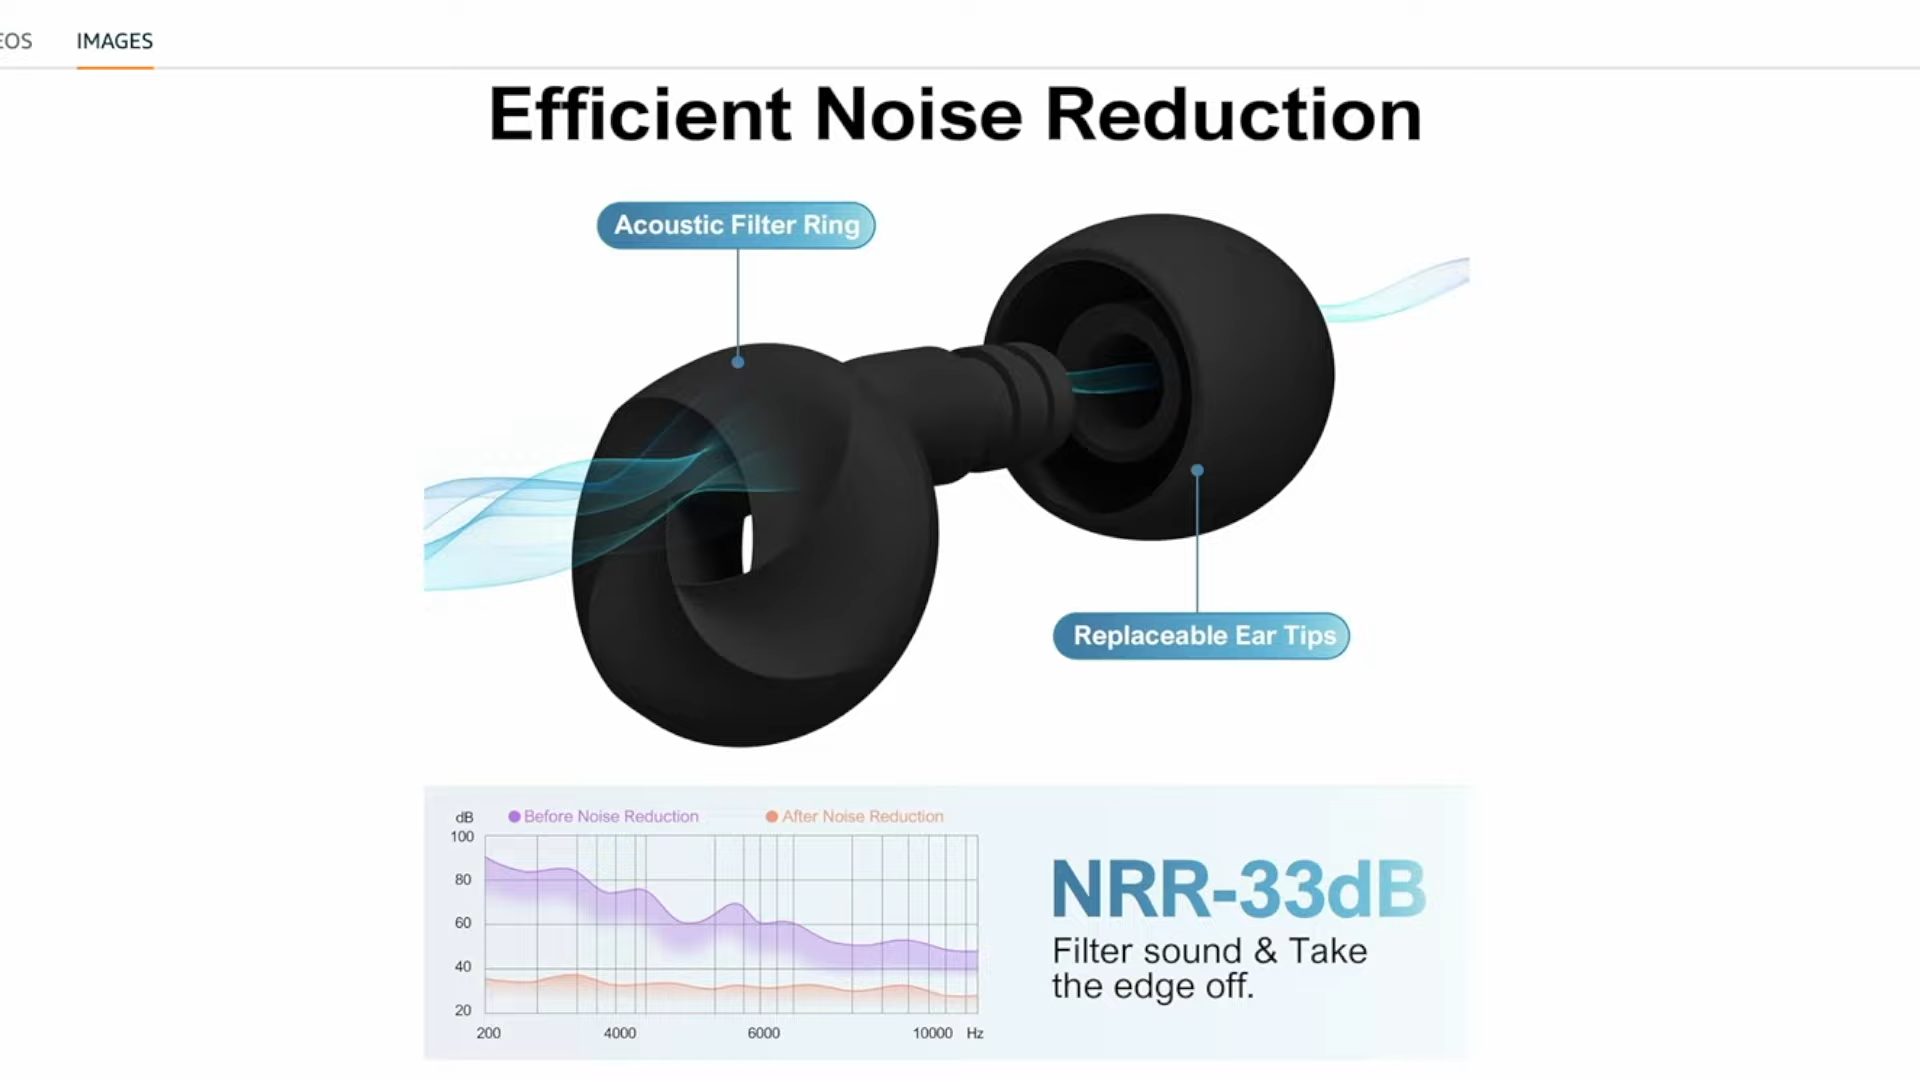 EOS IMAGES
Efficient Noise Reduction
Acoustic Filter Ring
Replaceable Ear Tips
dB Before Noise Reduction After Noise Reduction
100
80
60
40
20
200 4000 6000 10000 Hz
NRR-33dB
Filter sound & Take
the edge off.